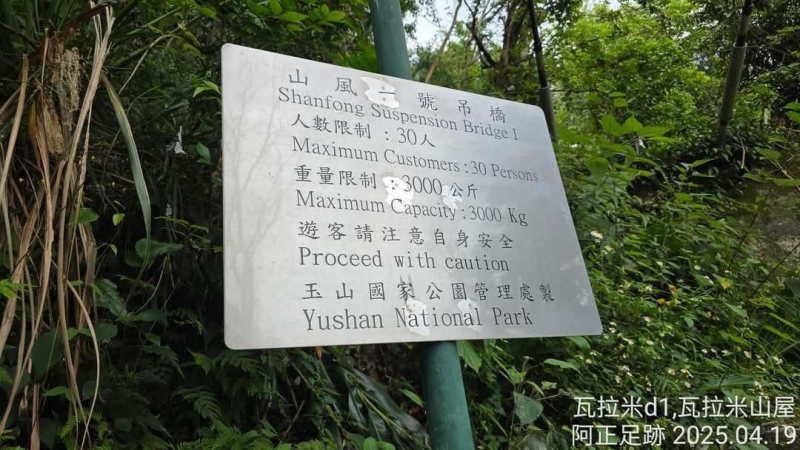 山風一號吊橋
Shanfong Suspension Bridge I
人數限制：30人
Maximum Customers : 30 Persons
重量限制：3000公斤
Maximum Capacity : 3000 Kg
遊客請注意自身安全
Proceed with caution
玉山國家公園管理處製
Yushan National Park
瓦拉米d1,瓦拉米山屋
阿正足跡 2025.04.19